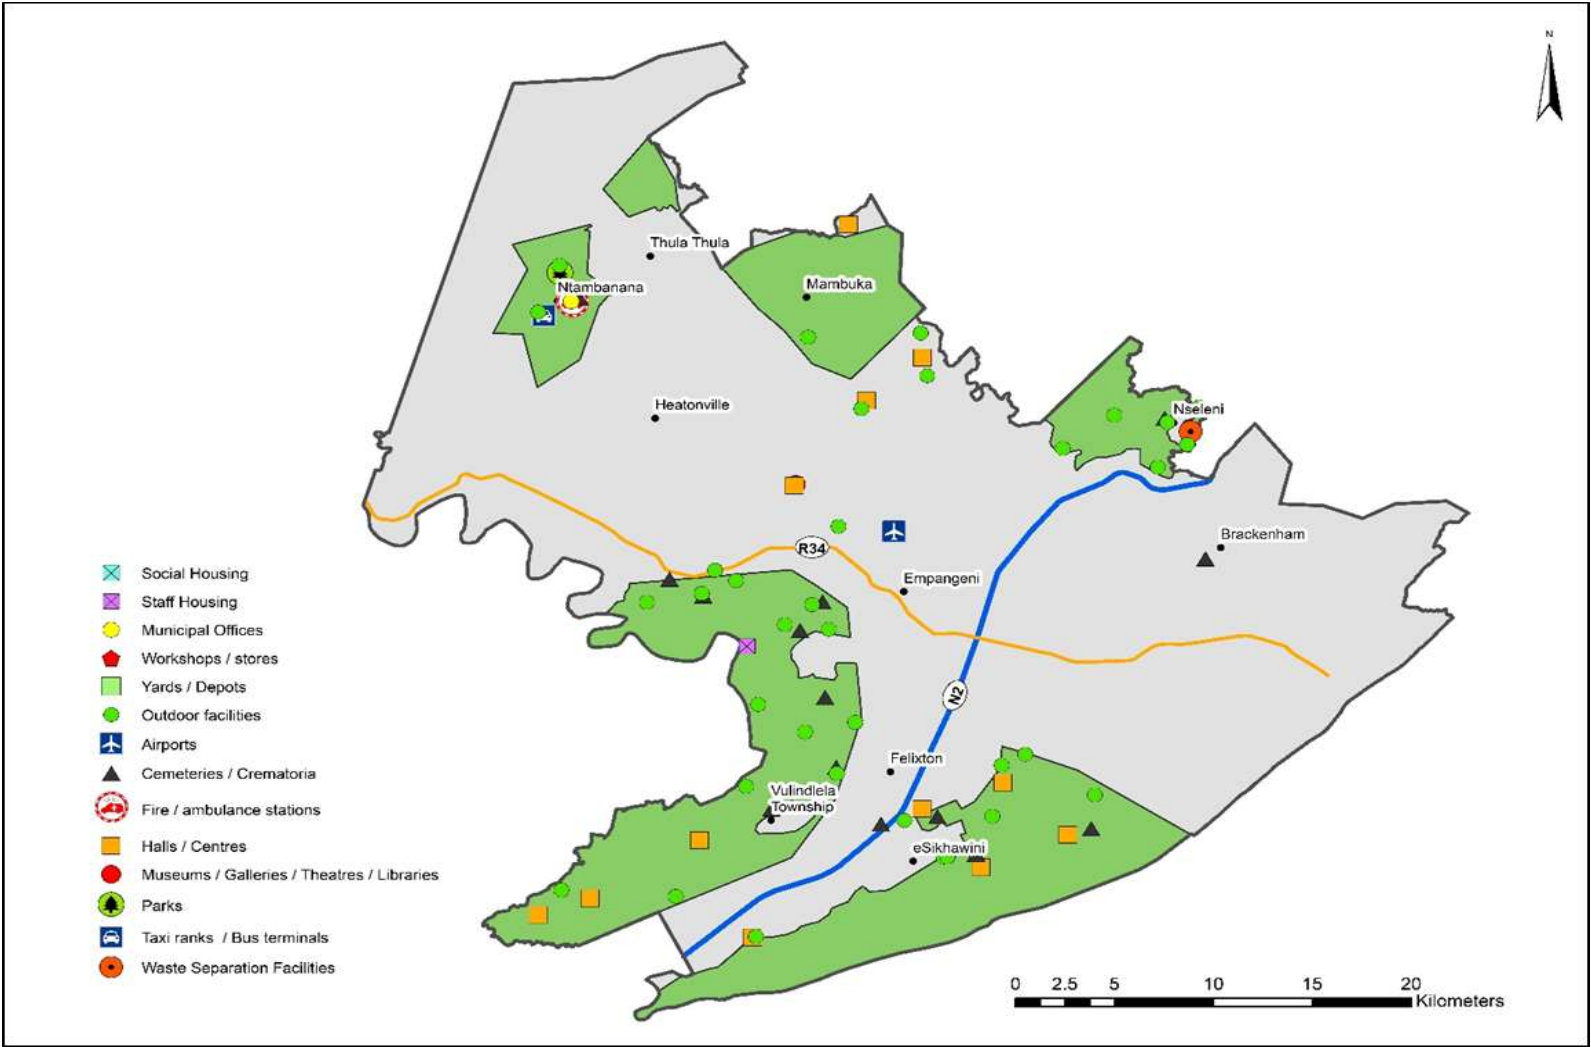 N
Thula Thula
Mambuka
Ntambanana
Heatonville
Nseleni
Brackenham
R34
Empangeni
N2
Felixton
Vulindlela
Township
eSikhawini
Social Housing
Staff Housing
Municipal Offices
Workshops / stores
Yards / Depots
Outdoor facilities
Airports
Cemeteries / Crematoria
Fire / ambulance stations
Halls / Centres
Museums / Galleries / Theatres / Libraries
Parks
Taxi ranks / Bus terminals
Waste Separation Facilities
0 2.5 5 10 15 20
Kilometers